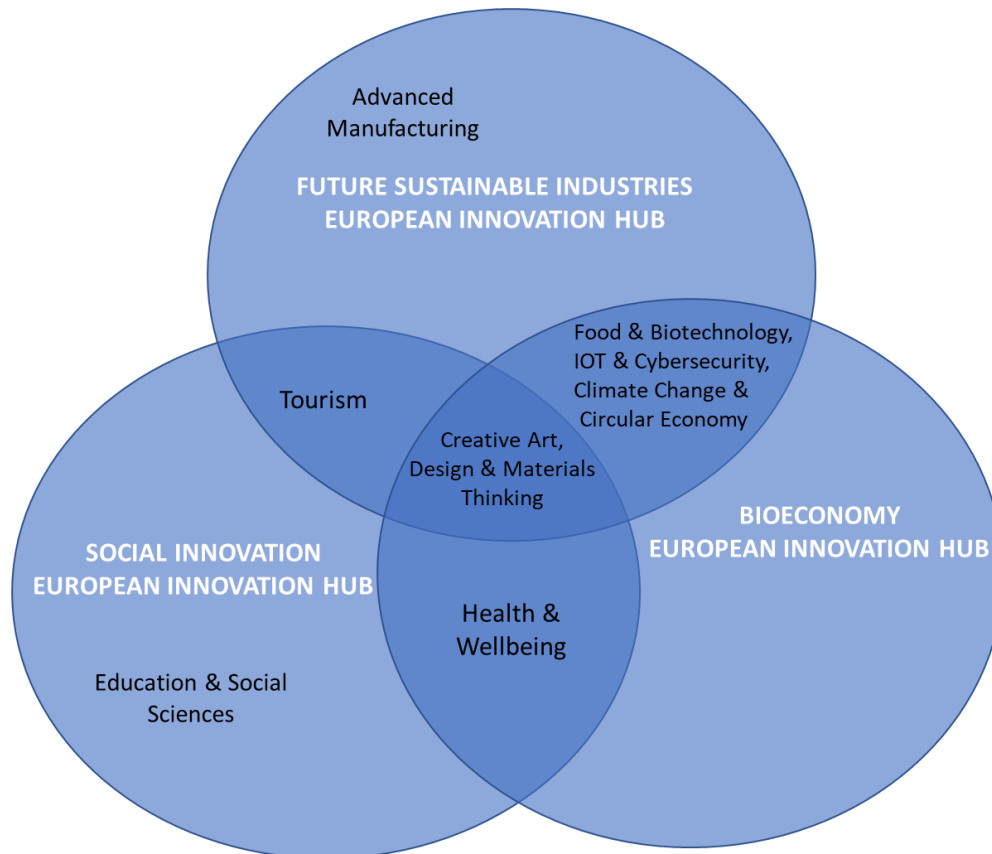 Advanced
Manufacturing
FUTURE SUSTAINABLE INDUSTRIES
EUROPEAN INNOVATION HUB
Food & Biotechnology,
IOT & Cybersecurity,
Climate Change &
Circular Economy
Tourism
Creative Art,
Design & Materials
Thinking
BIOECONOMY
EUROPEAN INNOVATION HUB
SOCIAL INNOVATION
EUROPEAN INNOVATION HUB
Health &
Wellbeing
Education & Social
Sciences